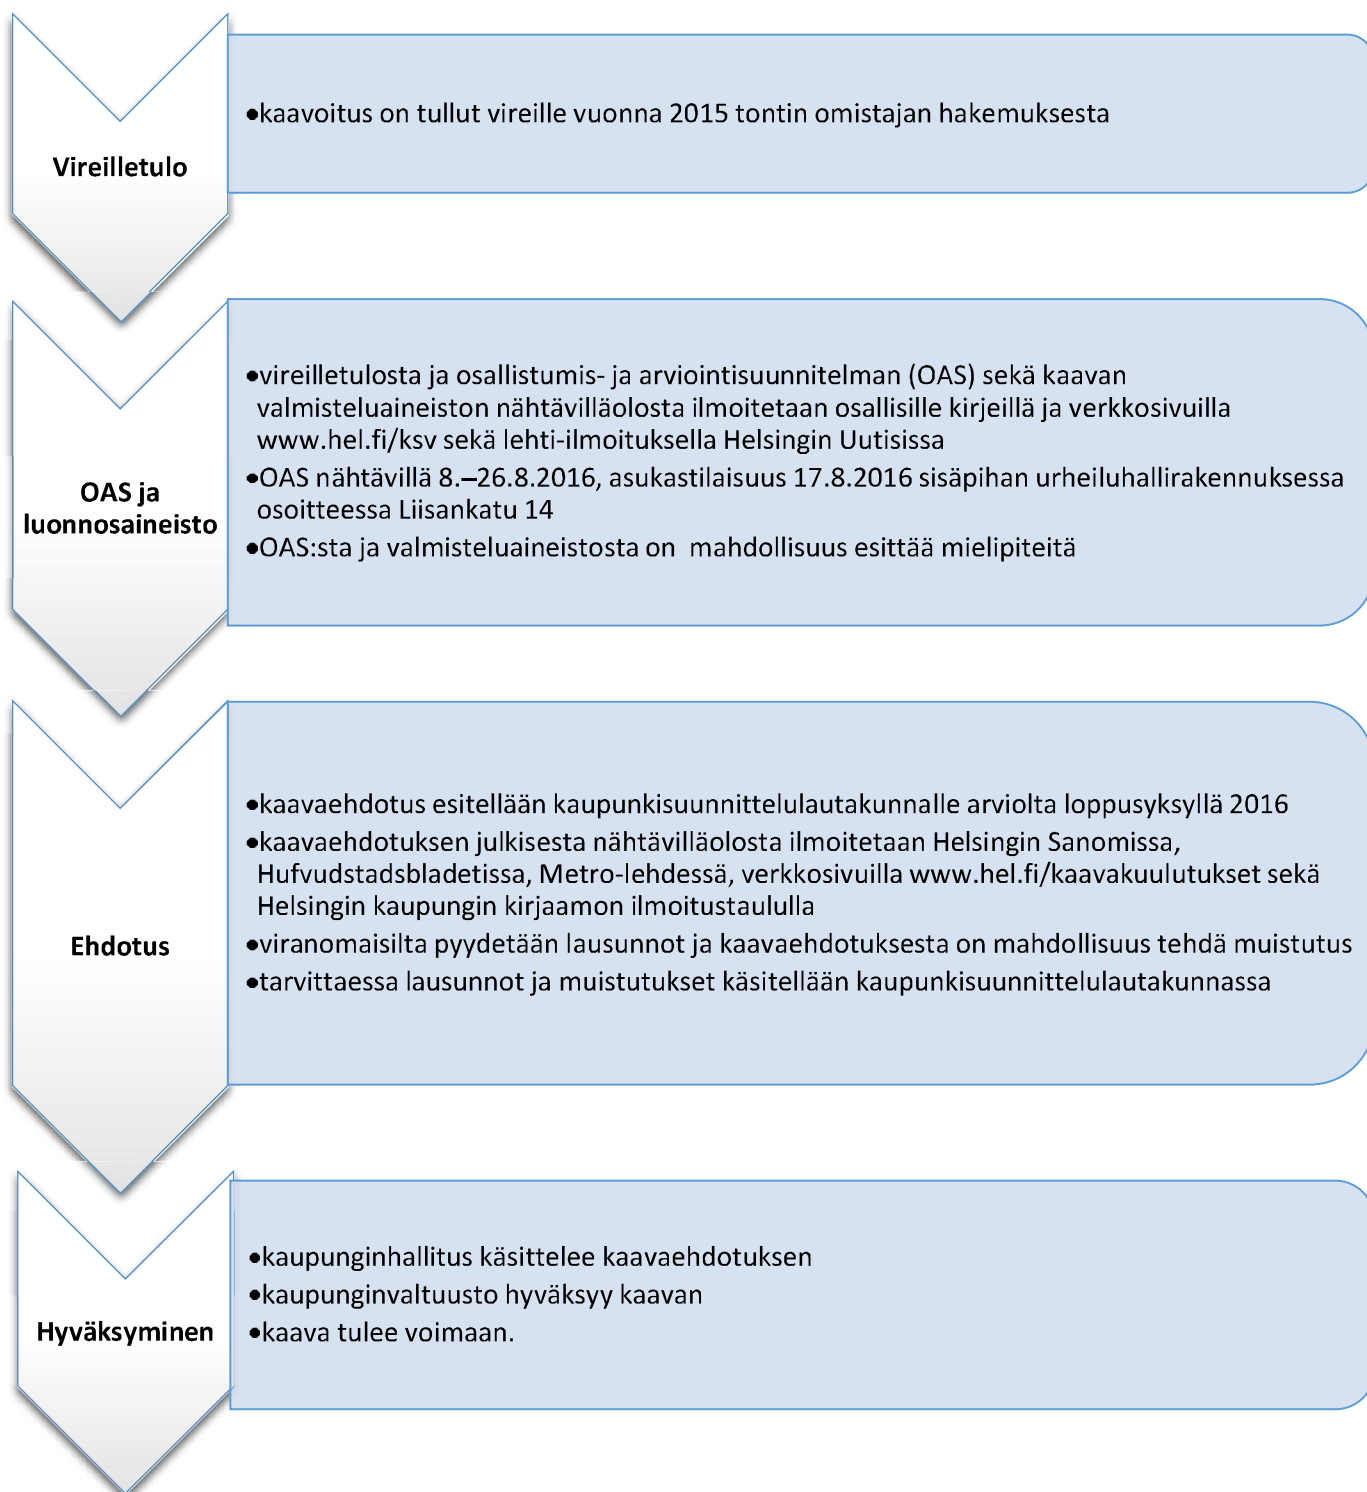 Vireilletulo
•kaavoitus on tullut vireille vuonna 2015 tontin omistajan hakemuksesta
OAS ja
luonnosaineisto
•vireilletulosta ja osallistumis- ja arviointisuunnitelman (OAS) sekä kaavan
valmisteluaineiston nähtävilläolosta ilmoitetaan osallisille kirjeillä ja verkkosivuilla
www.hel.fi/ksv sekä lehti-ilmoituksella Helsingin Uutisissa
•OAS nähtävillä 8.–26.8.2016, asukastilaisuus 17.8.2016 sisäpihan urheiluhallirakennuksessa
osoitteessa Liisankatu 14
•OAS:sta ja valmisteluaineistosta on  mahdollisuus esittää mielipiteitä
Ehdotus
•kaavaehdotus esitellään kaupunkisuunnittelulautakunnalle arviolta loppusyksyllä 2016
•kaavaehdotuksen julkisesta nähtävilläolosta ilmoitetaan Helsingin Sanomissa,
Hufvudstadsbladetissa, Metro-lehdessä, verkkosivuilla www.hel.fi/kaavakuulutukset sekä
Helsingin kaupungin kirjaamon ilmoitustaululla
•viranomaisilta pyydetään lausunnot ja kaavaehdotuksesta on mahdollisuus tehdä muistutus
•tarvittaessa lausunnot ja muistutukset käsitellään kaupunkisuunnittelulautakunnassa
Hyväksyminen
•kaupunginhallitus käsittelee kaavaehdotuksen
•kaupunginvaltuusto hyväksyy kaavan
•kaava tulee voimaan.